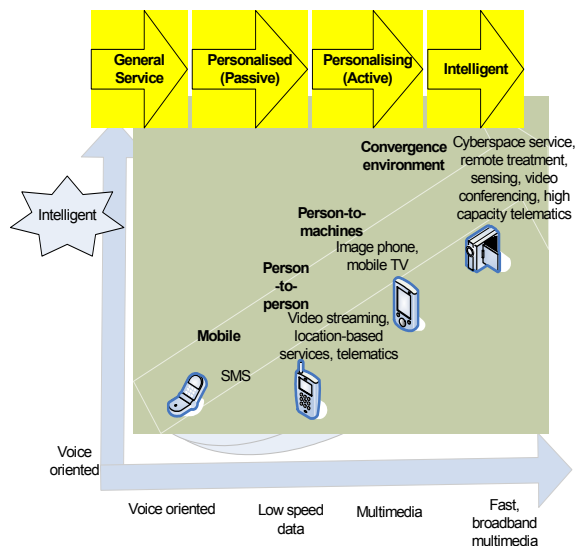 General
Service
Personalised
(Passive)
Personalising
(Active)
Intelligent
Convergence
environment
Cyberspace service,
remote treatment,
sensing, video
conferencing, high
capacity telematics
Intelligent
Person-to-
machines
Image phone,
mobile TV
Person
-to-
person
Video streaming,
location-based
services, telematics
Mobile
SMS
Voice
oriented
Voice oriented
Low speed
data
Multimedia
Fast,
broadband
multimedia